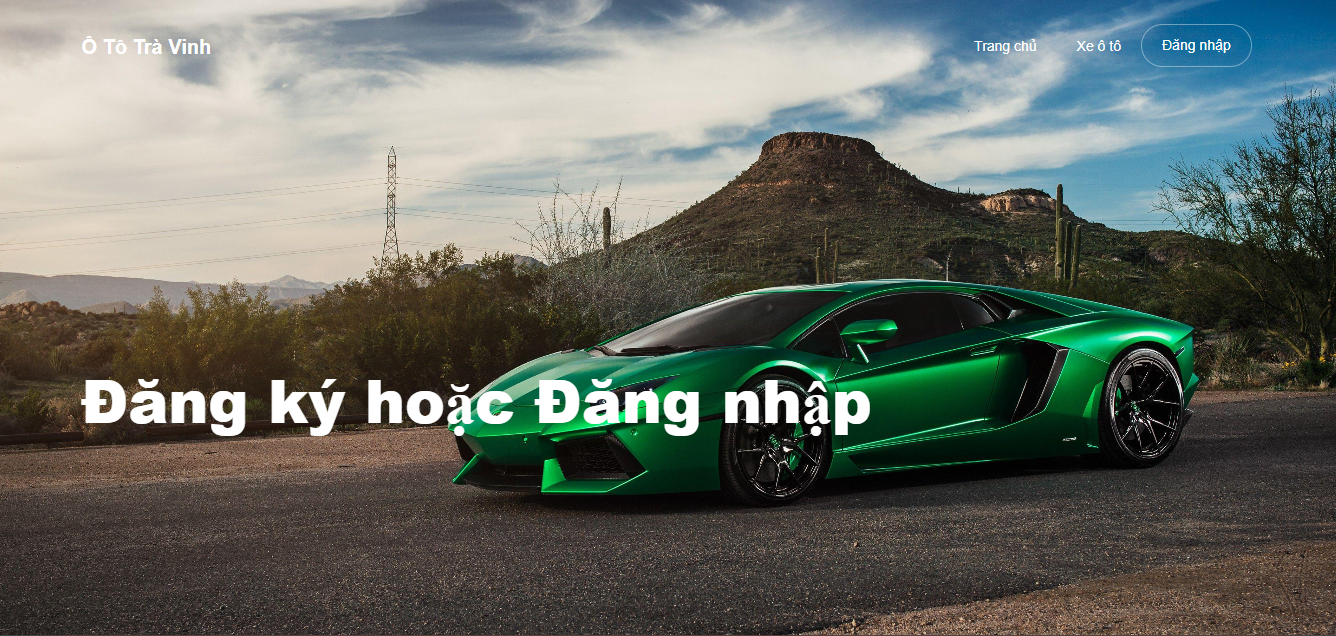 Ô Tô Trà Vinh
Trang chủ
Xe ô tô
Đăng nhập
Đăng ký hoặc Đăng nhập